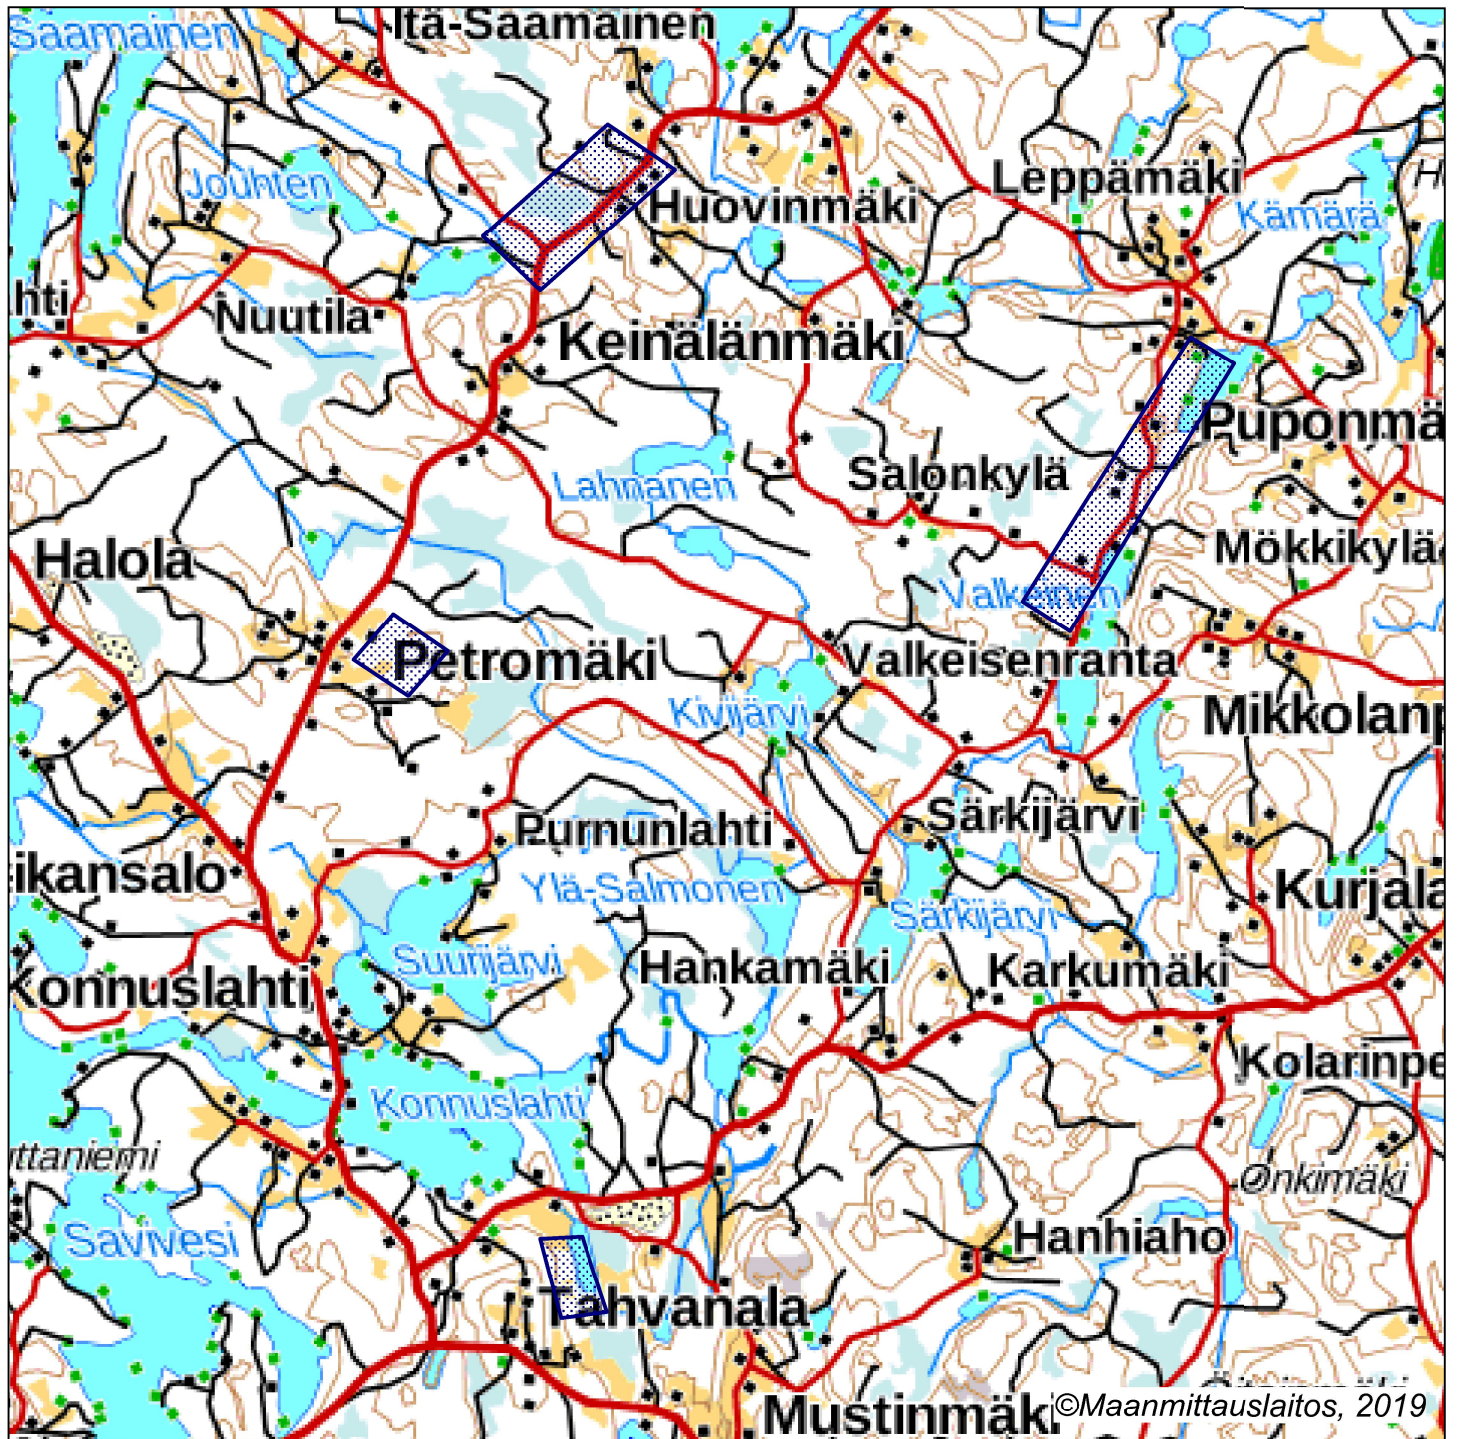 Itä-Saamainen
Saamainen
Leppämäki
Jouhten
Huovinmäki
Kämärä
hti
Nuutila
Keinälänmäki
Puponmä
Salonkylä
Lahnanen
Halola
Mökkikylä
Valkeinen
Petromäki
Valkeisenranta
Kivijärvi
Mikkolanp
Purnunlahti
Särkijärvi
ikansalo
Ylä-Salmonen
Kurjala
Särkijärvi
Suurijärvi
Hankamäki
Karkumäki
Konnuslahti
Kolarinpe
Konnuslahti
ttaniemi
Onkimäki
Savivesi
Hanhiaho
Tahvanala
Mustinmäki
©Maanmittauslaitos, 2019